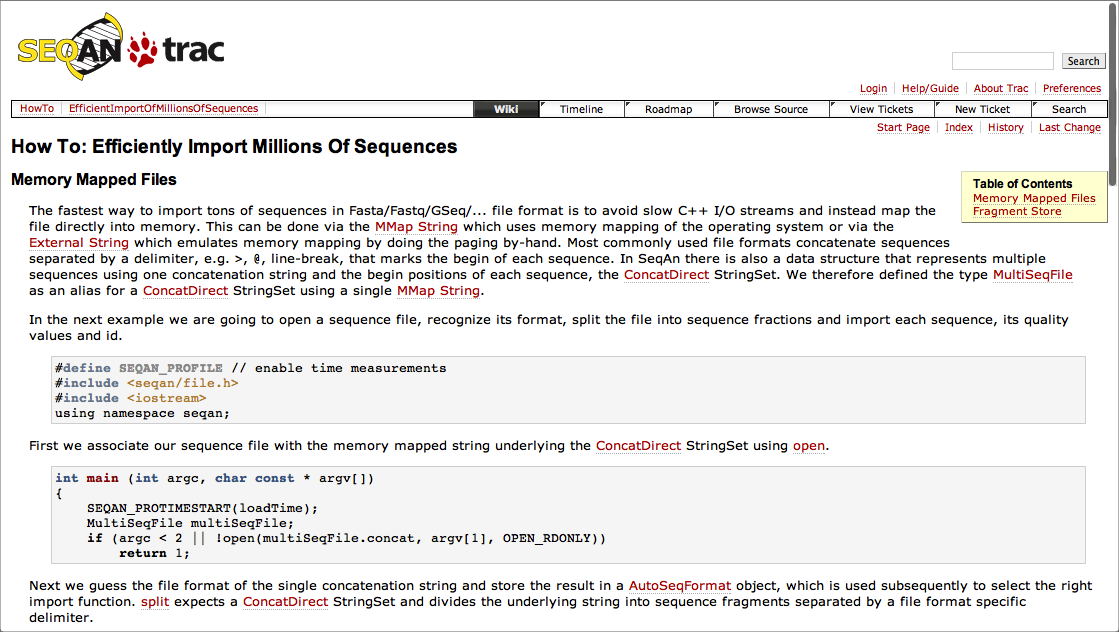 SEQAN trac
Search
Login Help/Guide About Trac Preferences
HowTo EfficientImportOfMillionsOfSequences Wiki Timeline Roadmap Browse Source View Tickets New Ticket Search
Start Page Index History Last Change
How To: Efficiently Import Millions Of Sequences
Memory Mapped Files
Table of Contents
Memory Mapped Files
Fragment Store
The fastest way to import tons of sequences in Fasta/Fastq/GSeq/... file format is to avoid slow C++ I/O streams and instead map the
file directly into memory. This can be done via the MMap String which uses memory mapping of the operating system or via the
External String which emulates memory mapping by doing the paging by-hand. Most commonly used file formats concatenate sequences
separated by a delimiter, e.g. >, @, line-break, that marks the begin of each sequence. In SeqAn there is also a data structure that represents multiple
sequences using one concatenation string and the begin positions of each sequence, the ConcatDirect StringSet. We therefore defined the type MultiSeqFile
as an alias for a ConcatDirect StringSet using a single MMap String.
In the next example we are going to open a sequence file, recognize its format, split the file into sequence fractions and import each sequence, its quality
values and id.
#define SEQAN_PROFILE // enable time measurements
#include <seqan/file.h>
#include <iostream>
using namespace seqan;
First we associate our sequence file with the memory mapped string underlying the ConcatDirect StringSet using open.
int main (int argc, char const * argv[])
{
    SEQAN_PROTIMESTART(loadTime);
    MultiSeqFile multiSeqFile;
    if (argc < 2 || !open(multiSeqFile.concat, argv[1], OPEN_RDONLY))
        return 1;
Next we guess the file format of the single concatenation string and store the result in a AutoSeqFormat object, which is used subsequently to select the right
import function. split expects a ConcatDirect StringSet and divides the underlying string into sequence fragments separated by a file format specific
delimiter.